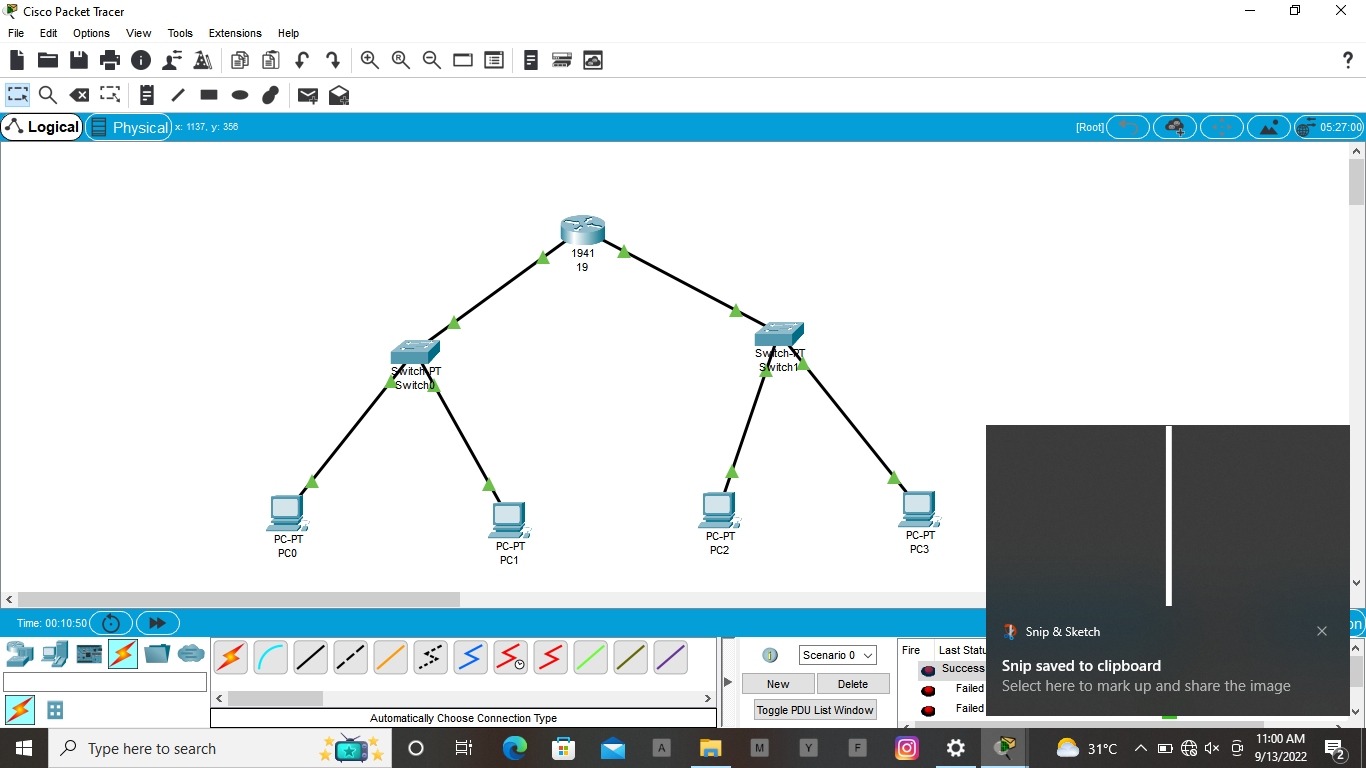 Cisco Packet Tracer
File Edit Options View Tools Extensions Help
?
Logical Physical x: 1137, y: 356 [Root] 05:27:00
1941
19
Switch-PT
Switch0
Switch-PT
Switch1
PC-PT
PC0
PC-PT
PC1
PC-PT
PC2
PC-PT
PC3
Time: 00:10:50
Scenario 0
New Delete
Toggle PDU List Window
Automatically Choose Connection Type
Fire Last Statu
Success
Failed
Failed
Snip & Sketch
Snip saved to clipboard
Select here to mark up and share the image
Type here to search
A M Y F
31°C
11:00 AM
9/13/2022
2